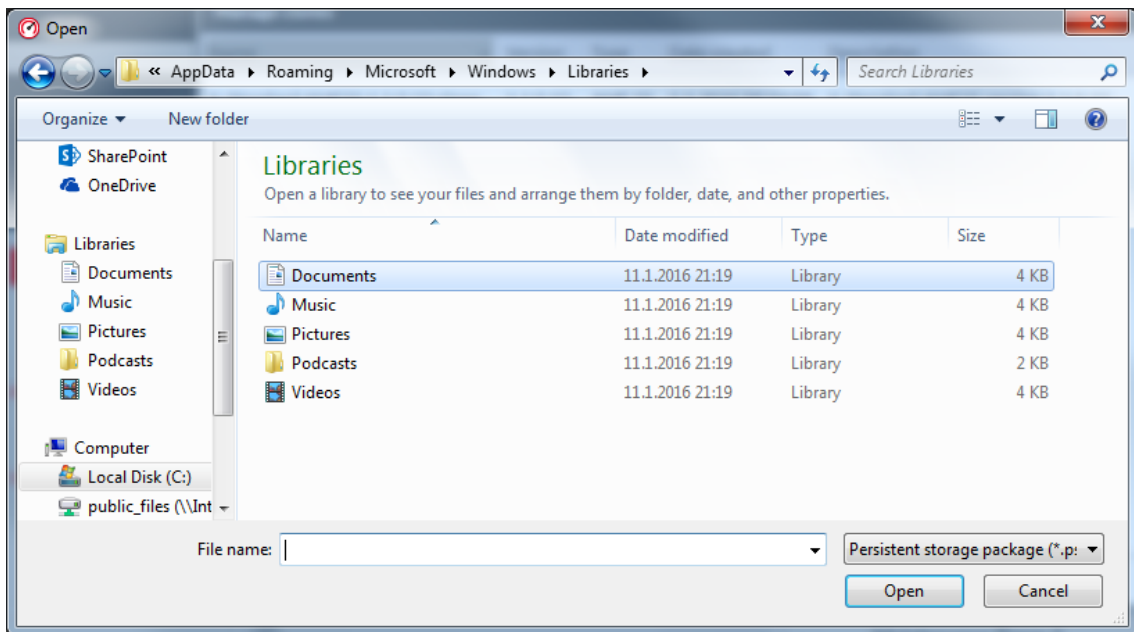 Open
« AppData ▸ Roaming ▸ Microsoft ▸ Windows ▸ Libraries ▸
Search Libraries
Organize
New folder
SharePoint
OneDrive
Libraries
Documents
Music
Pictures
Podcasts
Videos
Computer
Local Disk (C:)
public_files (\\Int
Libraries
Open a library to see your files and arrange them by folder, date, and other properties.
Name Date modified Type Size
Documents 11.1.2016 21:19 Library 4 KB
Music 11.1.2016 21:19 Library 4 KB
Pictures 11.1.2016 21:19 Library 4 KB
Podcasts 11.1.2016 21:19 Library 2 KB
Videos 11.1.2016 21:19 Library 4 KB
File name:
Persistent storage package (*.ps
Open Cancel